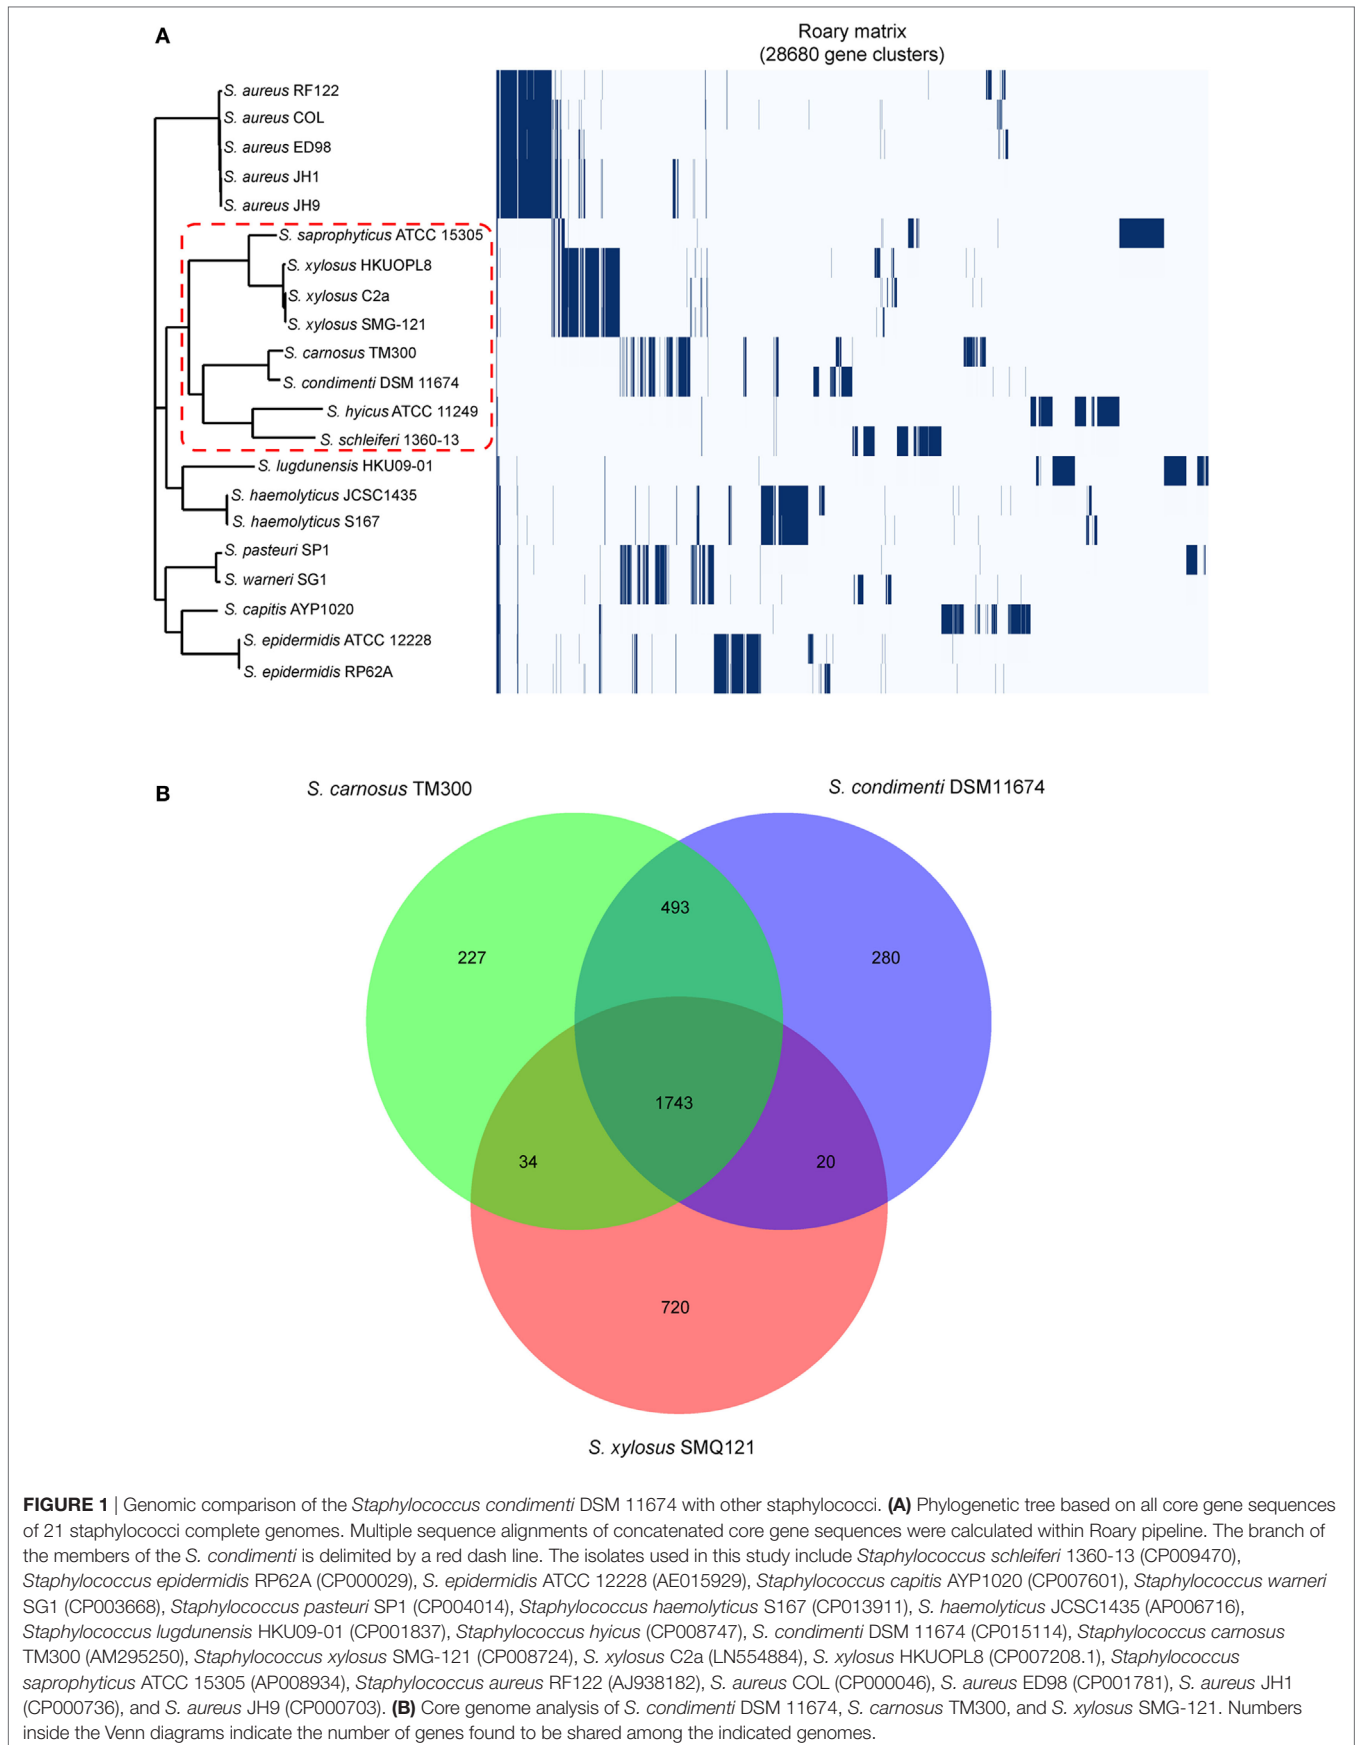 A
Roary matrix
(28680 gene clusters)
S. aureus RF122
S. aureus COL
S. aureus ED98
S. aureus JH1
S. aureus JH9
S. saprophyticus ATCC 15305
S. xylosus HKUOPL8
S. xylosus C2a
S. xylosus SMG-121
S. carnosus TM300
S. condimenti DSM 11674
S. hyicus ATCC 11249
S. schleiferi 1360-13
S. lugdunensis HKU09-01
S. haemolyticus JCSC1435
S. haemolyticus S167
S. pasteuri SP1
S. warneri SG1
S. capitis AYP1020
S. epidermidis ATCC 12228
S. epidermidis RP62A
B
S. carnosus TM300
S. condimenti DSM11674
493
227
280
1743
34
20
720
S. xylosus SMQ121
FIGURE 1 | Genomic comparison of the Staphylococcus condimenti DSM 11674 with other staphylococci. (A) Phylogenetic tree based on all core gene sequences
of 21 staphylococci complete genomes. Multiple sequence alignments of concatenated core gene sequences were calculated within Roary pipeline. The branch of
the members of the S. condimenti is delimited by a red dash line. The isolates used in this study include Staphylococcus schleiferi 1360-13 (CP009470),
Staphylococcus epidermidis RP62A (CP000029), S. epidermidis ATCC 12228 (AE015929), Staphylococcus capitis AYP1020 (CP007601), Staphylococcus warneri
SG1 (CP003668), Staphylococcus pasteuri SP1 (CP004014), Staphylococcus haemolyticus S167 (CP013911), S. haemolyticus JCSC1435 (AP006716),
Staphylococcus lugdunensis HKU09-01 (CP001837), Staphylococcus hyicus (CP008747), S. condimenti DSM 11674 (CP015114), Staphylococcus carnosus
TM300 (AM295250), Staphylococcus xylosus SMG-121 (CP008724), S. xylosus C2a (LN554884), S. xylosus HKUOPL8 (CP007208.1), Staphylococcus
saprophyticus ATCC 15305 (AP008934), Staphylococcus aureus RF122 (AJ938182), S. aureus COL (CP000046), S. aureus ED98 (CP001781), S. aureus JH1
(CP000736), and S. aureus JH9 (CP000703). (B) Core genome analysis of S. condimenti DSM 11674, S. carnosus TM300, and S. xylosus SMG-121. Numbers
inside the Venn diagrams indicate the number of genes found to be shared among the indicated genomes.